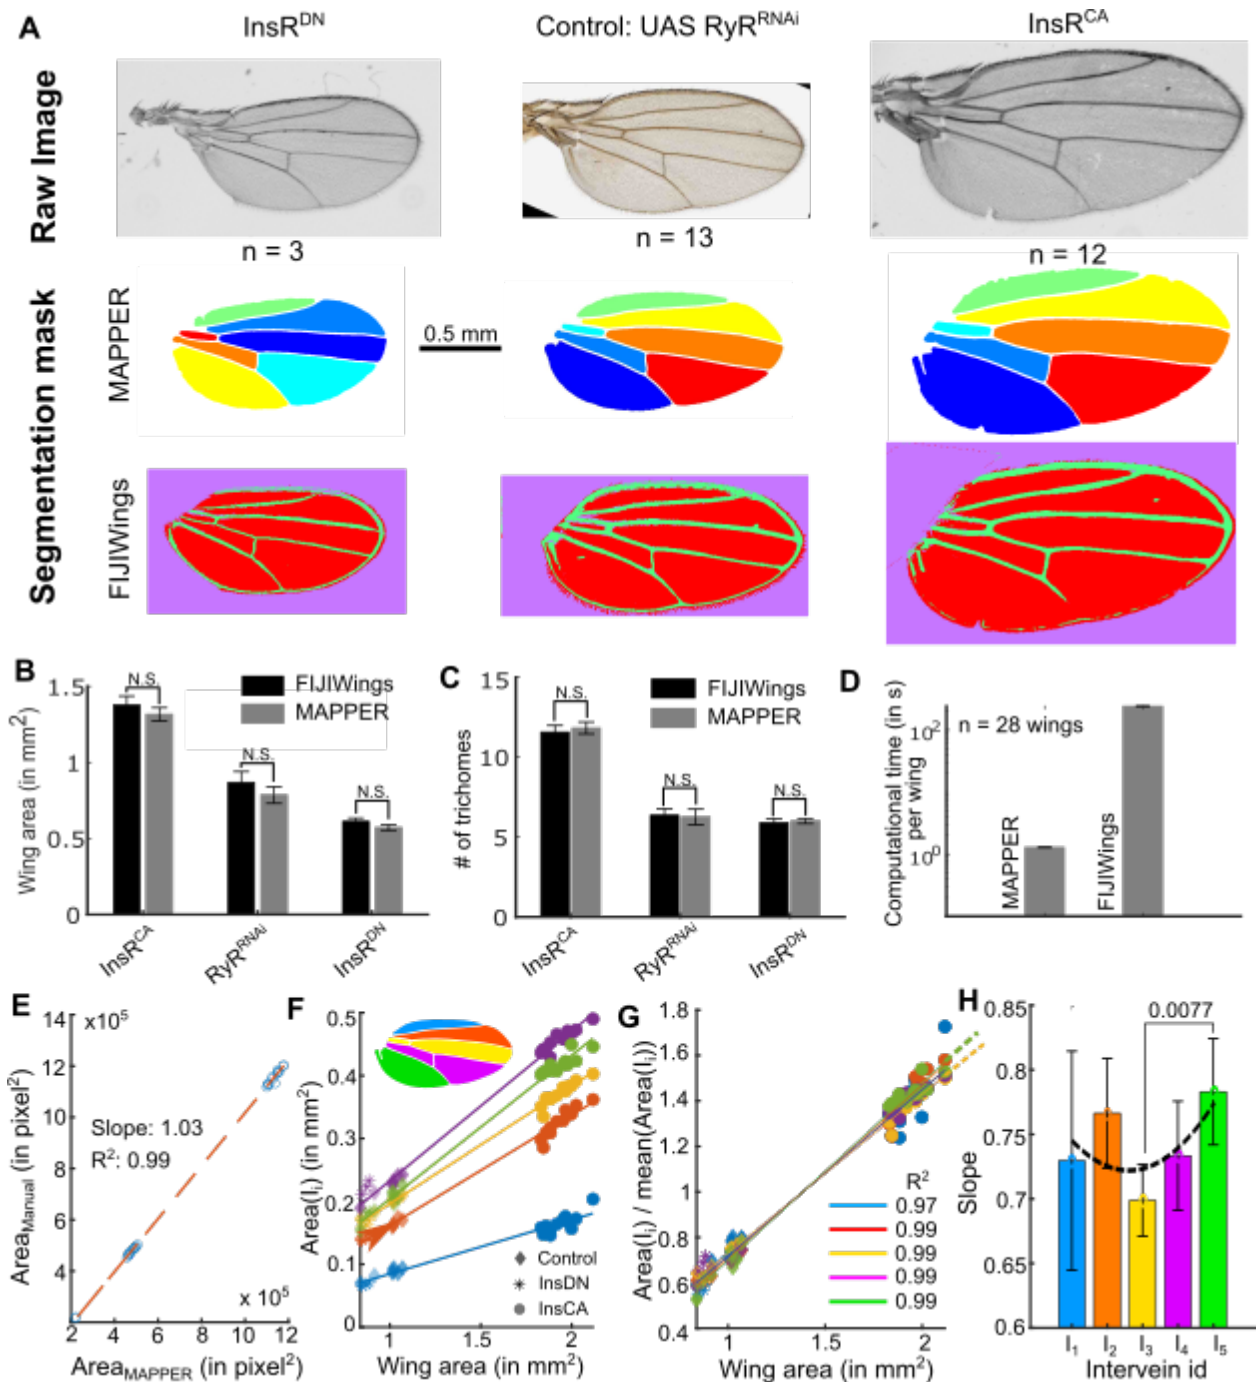 A
InsR^DN
Control: UAS RyR^RNAi
InsR^CA
Raw Image
n = 3
n = 13
n = 12
Segmentation mask
MAPPER
0.5 mm
FIJIWings
B
Wing area (in mm²)
1.5
1
0.5
0
N.S.
N.S.
N.S.
FIJIWings
MAPPER
InsR^CA
RyR^RNAi
InsR^DN
C
# of trichomes
15
10
5
0
N.S.
N.S.
N.S.
FIJIWings
MAPPER
InsR^CA
RyR^RNAi
InsR^DN
D
Computational time (in s)
per wing
10²
10⁰
n = 28 wings
MAPPER
FIJIWings
E
Area_Manual (in pixel²)
14
12
10
8
6
4
x10⁵
Slope: 1.03
R²: 0.99
x 10⁵
2 4 6 8 10 12
Area_MAPPER (in pixel²)
F
Area(I_i) (in mm²)
0.5
0.4
0.3
0.2
0.1
0
Control
InsDN
InsCA
1 1.5 2
Wing area (in mm²)
G
Area(I_i) / mean(Area(I_i))
1.8
1.6
1.4
1.2
1
0.8
0.6
0.4
R²
0.97
0.99
0.99
0.99
0.99
1 1.5 2
Wing area (in mm²)
H
Slope
0.85
0.8
0.75
0.7
0.65
0.6
0.0077
I₁ I₂ I₃ I₄ I₅
Intervein id